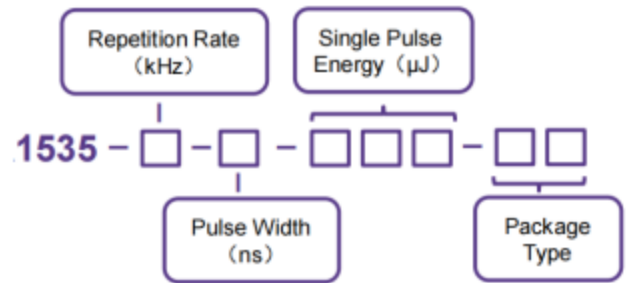 Repetition Rate
（kHz）
Single Pulse
Energy（μJ）
1535 – □ – □ – □□□ – □□
Pulse Width
（ns）
Package
Type